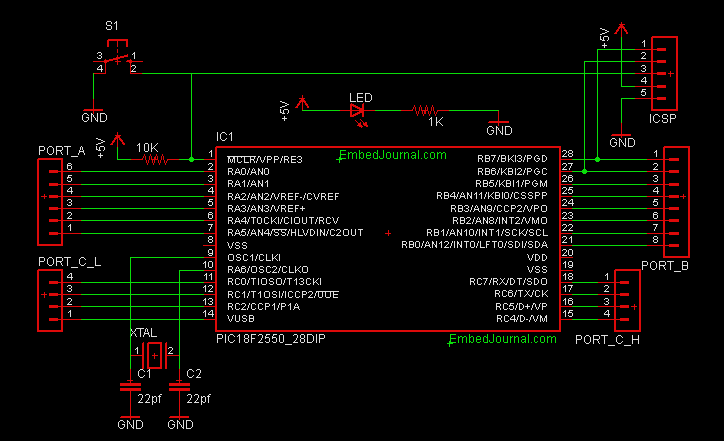 S1
3
1
4
2
GND
+5V
LED
1K
GND
+5V
1
2
3
4
5
ICSP
GND
PORT_A
6
5
4
3
2
1
+5V
10K
IC1
EmbedJournal.com
1 MCLR/VPP/RE3
2 RA0/AN0
3 RA1/AN1
4 RA2/AN2/VREF-/CVREF
5 RA3/AN3/VREF+
6 RA4/TOCKI/CIOUT/RCV
7 RA5/AN4/SS/HLVDIN/C2OUT
8 VSS
9 OSC1/CLKI
10 RA6/OSC2/CLKO
11 RC0/TIOSO/T13CKI
12 RC1/T1OSI/ICCP2/UOE
13 RC2/CCP1/P1A
14 VUSB
RB7/BKI3/PGD 28
RB6/KBI2/PGC 27
RB5/KBI1/PGM 26
RB4/AN11/KBI0/CSSPP 25
RB3/AN9/CCP2/VPO 24
RB2/AN8/INT2/VMO 23
RB1/AN10/INT1/SCK/SCL 22
RB0/AN12/INT0/LFT0/SDI/SDA 21
VDD 20
VSS 19
RC7/RX/DT/SDO 18
RC6/TX/CK 17
RC5/D+/VP 16
RC4/D-/VM 15
PIC18F2550_28DIP
EmbedJournal.com
1
2
3
4
5
6
7
8
PORT_B
1
2
3
4
PORT_C_H
PORT_C_L
4
3
2
1
XTAL
1
2
C1
22pf
GND
C2
22pf
GND